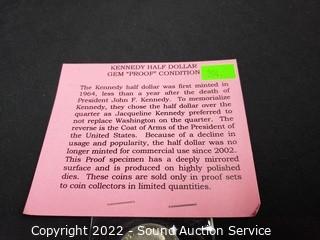 KENNEDY HALF DOLLAR
GEM "PROOF" CONDITION
The Kennedy half dollar was first minted in
1964, less than a year after the death of
President John F. Kennedy. To memorialize
Kennedy, they chose the half dollar over the
quarter as Jacqueline Kennedy preferred to
not replace Washington on the quarter. The
reverse is the Coat of Arms of the President of
the United States. Because of a decline in
usage and popularity, the half dollar was no
longer minted for commercial use since 2002.
This Proof specimen has a deeply mirrored
surface and is produced on highly polished
dies. These coins are sold only in proof sets
to coin collectors in limited quantities.
Copyright 2022 - Auction Service